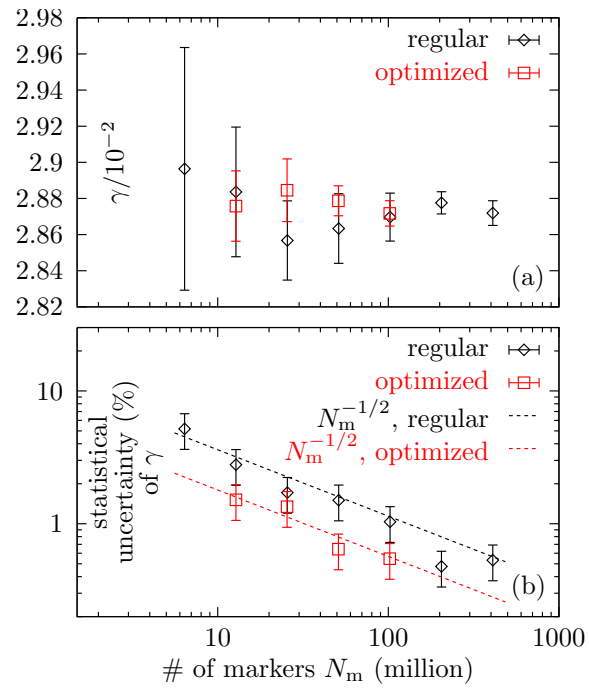 2.98
2.96
2.94
2.92
2.9
2.88
2.86
2.84
2.82
γ/10⁻²
regular
optimized
(a)
10
1
statistical
uncertainty (%)
of γ
regular
optimized
N_m^{-1/2}, regular
N_m^{-1/2}, optimized
(b)
10 100 1000
# of markers N_m (million)